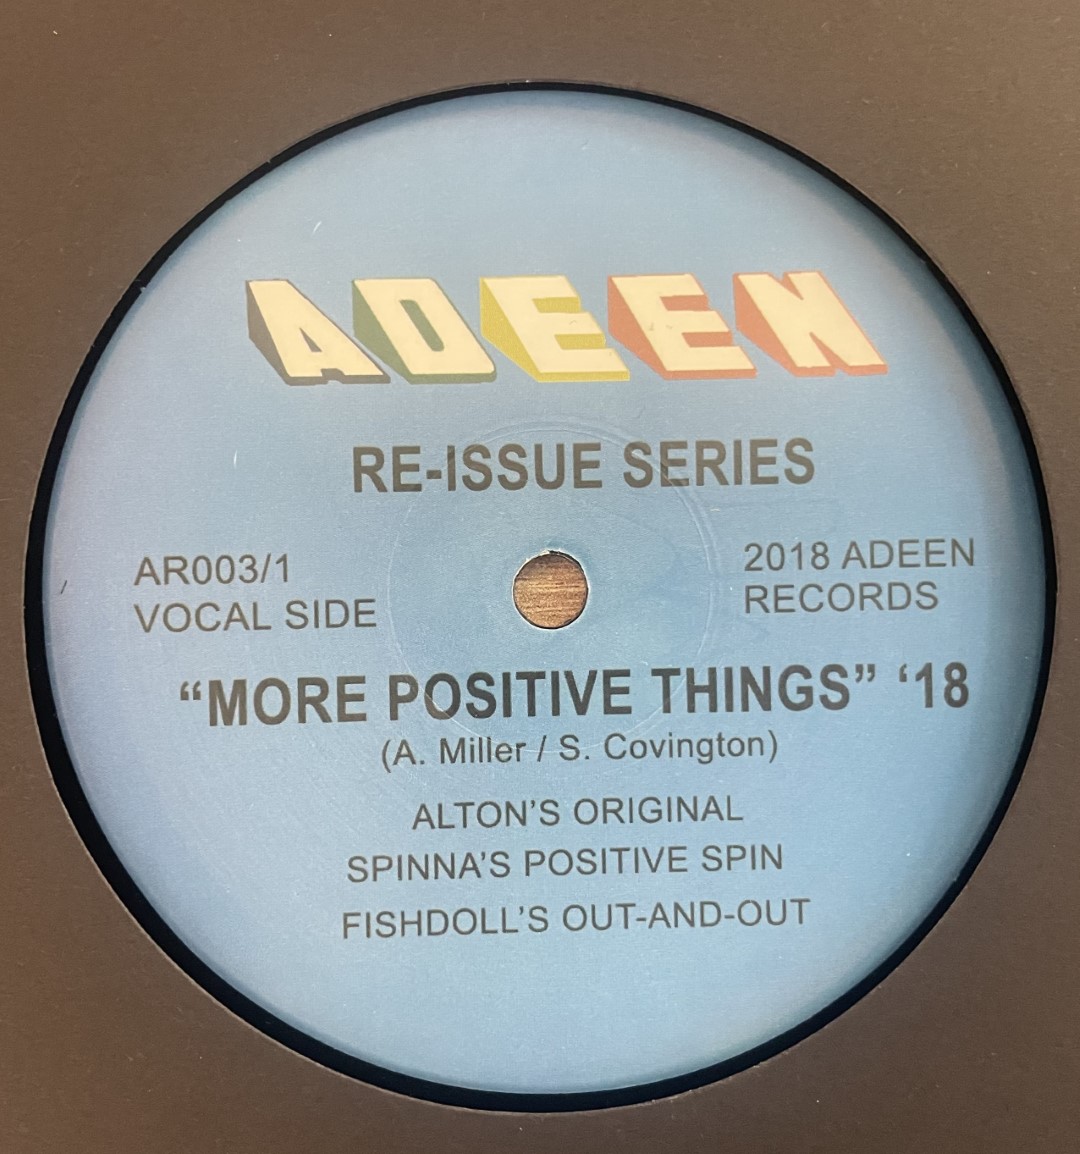 ADEEN
RE-ISSUE SERIES
AR003/1
VOCAL SIDE
2018 ADEEN
RECORDS
“MORE POSITIVE THINGS” ‘18
(A. Miller / S. Covington)
ALTON’S ORIGINAL
SPINNA’S POSITIVE SPIN
FISHDOLL’S OUT-AND-OUT